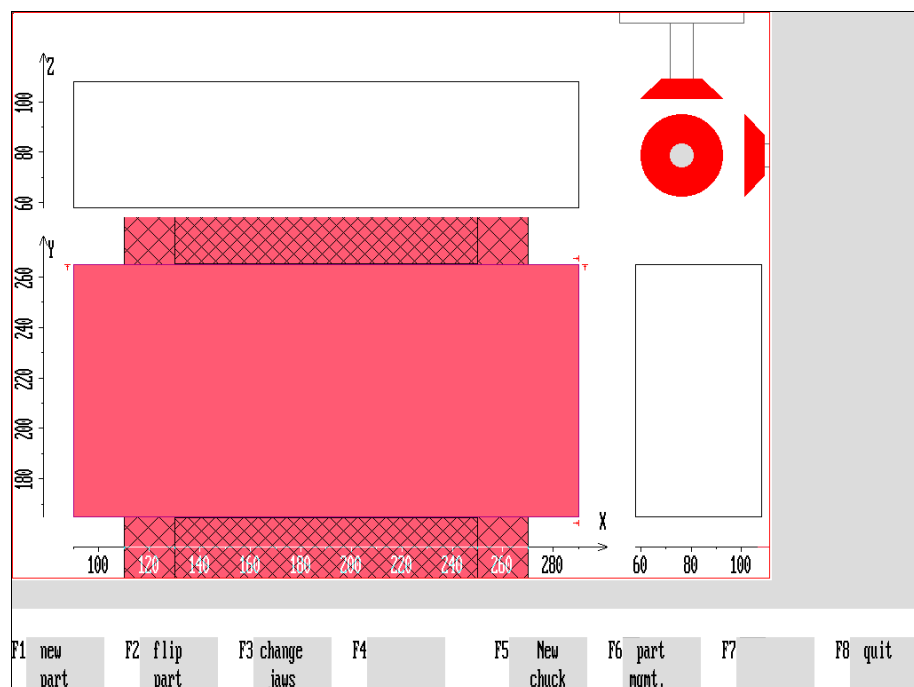 Z
100
80
60
Y
260
240
220
200
180
X
100 120 140 160 180 200 220 240 260 280
60 80 100
F1 new part
F2 flip part
F3 change jaws
F4
F5 New chuck
F6 part mgmt.
F7
F8 quit